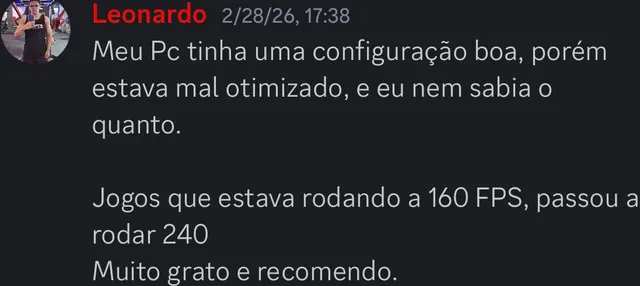 Leonardo 2/28/26, 17:38
Meu Pc tinha uma configuração boa, porém
estava mal otimizado, e eu nem sabia o
quanto.
Jogos que estava rodando a 160 FPS, passou a
rodar 240
Muito grato e recomendo.